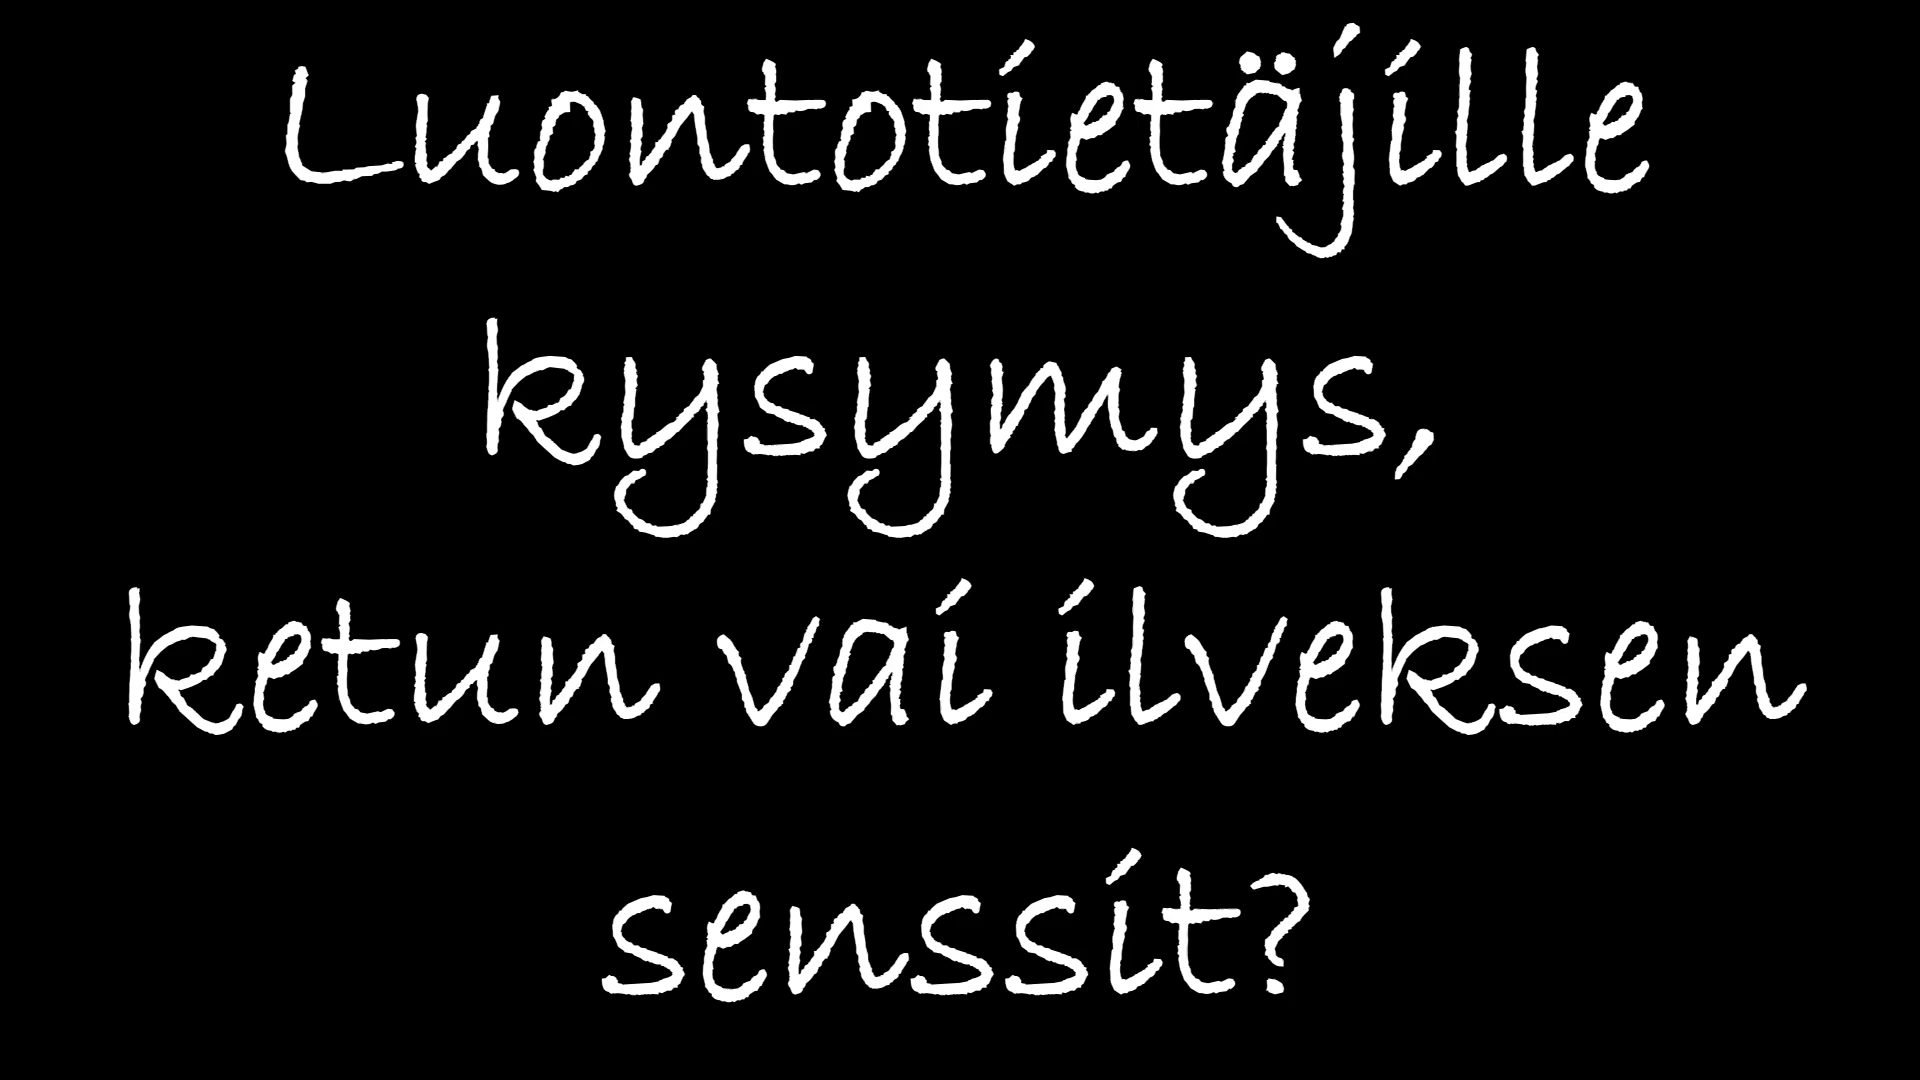 Luontotietäjille
kysymys,
ketun vai ilveksen
senssit?